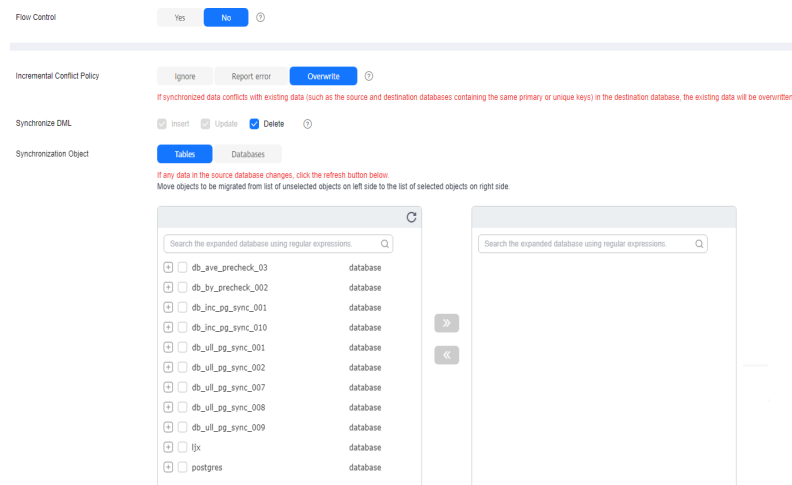 Flow Control Yes No
Incremental Conflict Policy Ignore Report error Overwrite
If synchronized data conflicts with existing data (such as the source and destination databases containing the same primary or unique keys) in the destination database, the existing data will be overwritten
Synchronize DML Insert Update Delete
Synchronization Object Tables Databases
If any data in the source database changes, click the refresh button below.
Move objects to be migrated from list of unselected objects on left side to the list of selected objects on right side.
Search the expanded database using regular expressions. Search the expanded database using regular expressions.
db_ave_precheck_03 database
db_by_precheck_002 database
db_inc_pg_sync_001 database
db_inc_pg_sync_010 database
db_ull_pg_sync_001 database
db_ull_pg_sync_002 database
db_ull_pg_sync_007 database
db_ull_pg_sync_008 database
db_ull_pg_sync_009 database
ljx database
postgres database